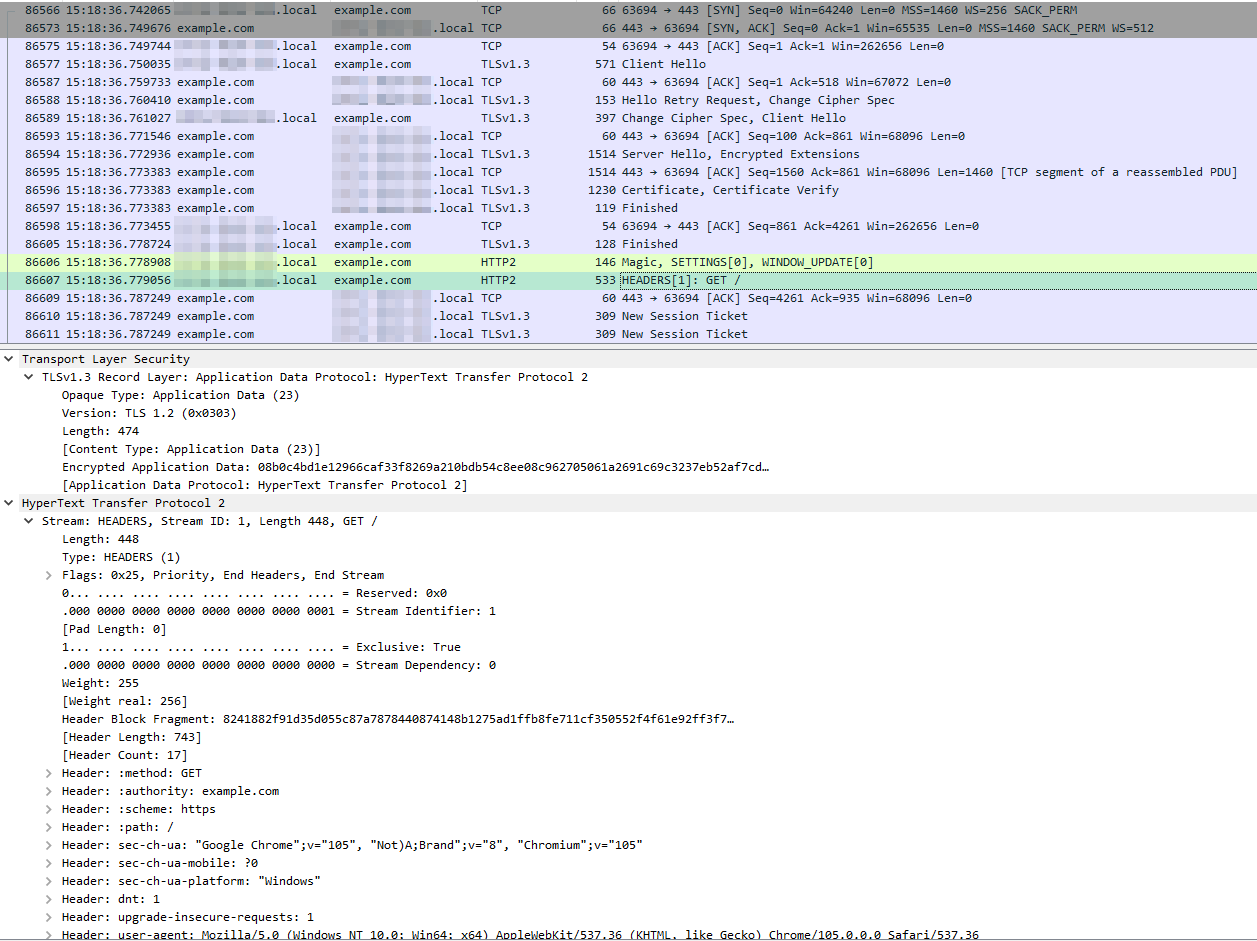 86566 15:18:36.742065 .local example.com TCP 66 63694 → 443 [SYN] Seq=0 Win=64240 Len=0 MSS=1460 WS=256 SACK_PERM
86573 15:18:36.749676 example.com .local TCP 66 443 → 63694 [SYN, ACK] Seq=0 Ack=1 Win=65535 Len=0 MSS=1460 SACK_PERM WS=512
86575 15:18:36.749744 .local example.com TCP 54 63694 → 443 [ACK] Seq=1 Ack=1 Win=262656 Len=0
86577 15:18:36.750035 .local example.com TLSv1.3 571 Client Hello
86587 15:18:36.759733 example.com .local TCP 60 443 → 63694 [ACK] Seq=1 Ack=518 Win=67072 Len=0
86588 15:18:36.760410 example.com .local TLSv1.3 153 Hello Retry Request, Change Cipher Spec
86589 15:18:36.761027 .local example.com TLSv1.3 397 Change Cipher Spec, Client Hello
86593 15:18:36.771546 example.com .local TCP 60 443 → 63694 [ACK] Seq=100 Ack=861 Win=68096 Len=0
86594 15:18:36.772936 example.com .local TLSv1.3 1514 Server Hello, Encrypted Extensions
86595 15:18:36.773383 example.com .local TCP 1514 443 → 63694 [ACK] Seq=1560 Ack=861 Win=68096 Len=1460 [TCP segment of a reassembled PDU]
86596 15:18:36.773383 example.com .local TLSv1.3 1230 Certificate, Certificate Verify
86597 15:18:36.773383 example.com .local TLSv1.3 119 Finished
86598 15:18:36.773455 .local example.com TCP 54 63694 → 443 [ACK] Seq=861 Ack=4261 Win=262656 Len=0
86605 15:18:36.778724 .local example.com TLSv1.3 128 Finished
86606 15:18:36.778908 .local example.com HTTP2 146 Magic, SETTINGS[0], WINDOW_UPDATE[0]
86607 15:18:36.779056 .local example.com HTTP2 533 HEADERS[1]: GET /
86609 15:18:36.787249 example.com .local TCP 60 443 → 63694 [ACK] Seq=4261 Ack=935 Win=68096 Len=0
86610 15:18:36.787249 example.com .local TLSv1.3 309 New Session Ticket
86611 15:18:36.787249 example.com .local TLSv1.3 309 New Session Ticket
Transport Layer Security
TLSv1.3 Record Layer: Application Data Protocol: HyperText Transfer Protocol 2
Opaque Type: Application Data (23)
Version: TLS 1.2 (0x0303)
Length: 474
[Content Type: Application Data (23)]
Encrypted Application Data: 08b0c4bd1e12966caf33f8269a210bdb54c8ee08c962705061a2691c69c3237eb52af7cd…
[Application Data Protocol: HyperText Transfer Protocol 2]
HyperText Transfer Protocol 2
Stream: HEADERS, Stream ID: 1, Length 448, GET /
Length: 448
Type: HEADERS (1)
Flags: 0x25, Priority, End Headers, End Stream
0... .... .... .... .... .... .... .... = Reserved: 0x0
.000 0000 0000 0000 0000 0000 0000 0001 = Stream Identifier: 1
[Pad Length: 0]
1... .... .... .... .... .... .... .... = Exclusive: True
.000 0000 0000 0000 0000 0000 0000 0000 = Stream Dependency: 0
Weight: 255
[Weight real: 256]
Header Block Fragment: 8241882f91d35d055c87a7878440874148b1275ad1ffb8fe711cf350552f4f61e92ff3f7…
[Header Length: 743]
[Header Count: 17]
Header: :method: GET
Header: :authority: example.com
Header: :scheme: https
Header: :path: /
Header: sec-ch-ua: "Google Chrome";v="105", "Not)A;Brand";v="8", "Chromium";v="105"
Header: sec-ch-ua-mobile: ?0
Header: sec-ch-ua-platform: "Windows"
Header: dnt: 1
Header: upgrade-insecure-requests: 1
Header: user-agent: Mozilla/5.0 (Windows NT 10.0; Win64; x64) AppleWebKit/537.36 (KHTML, like Gecko) Chrome/105.0.0.0 Safari/537.36